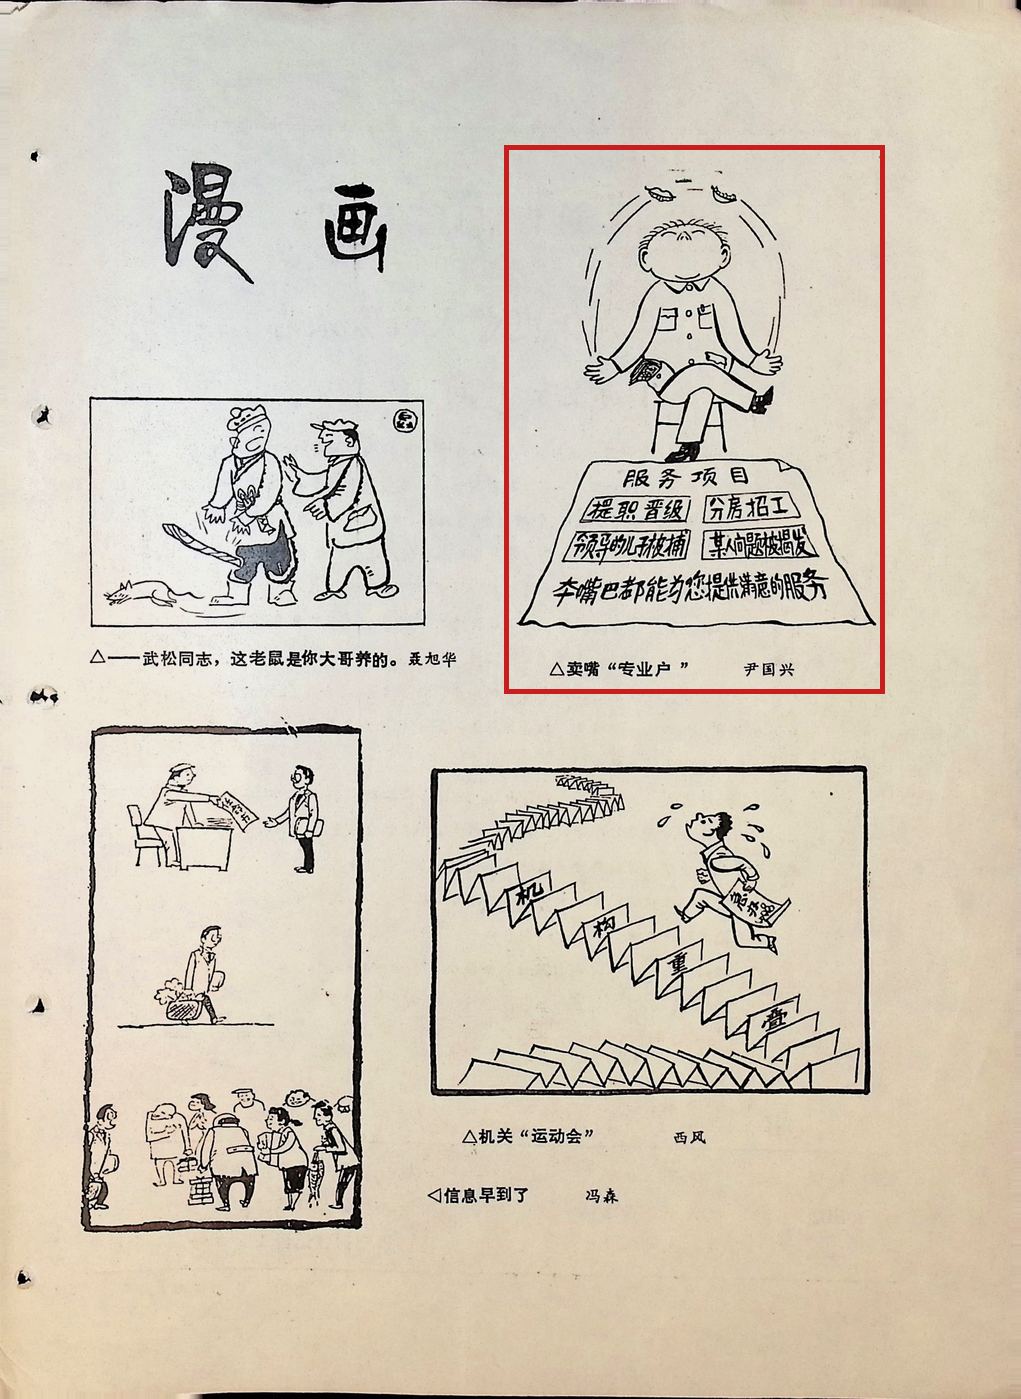 漫画
△——武松同志，这老鼠是你大哥养的。聂旭华
服务项目
提职晋级 分房招工
领导的儿子被捕 某人问题被揭发
本嘴巴都能为您提供满意的服务
△卖嘴“专业户” 尹国兴
机构重叠
△机关“运动会” 西风
◁信息早到了 冯森